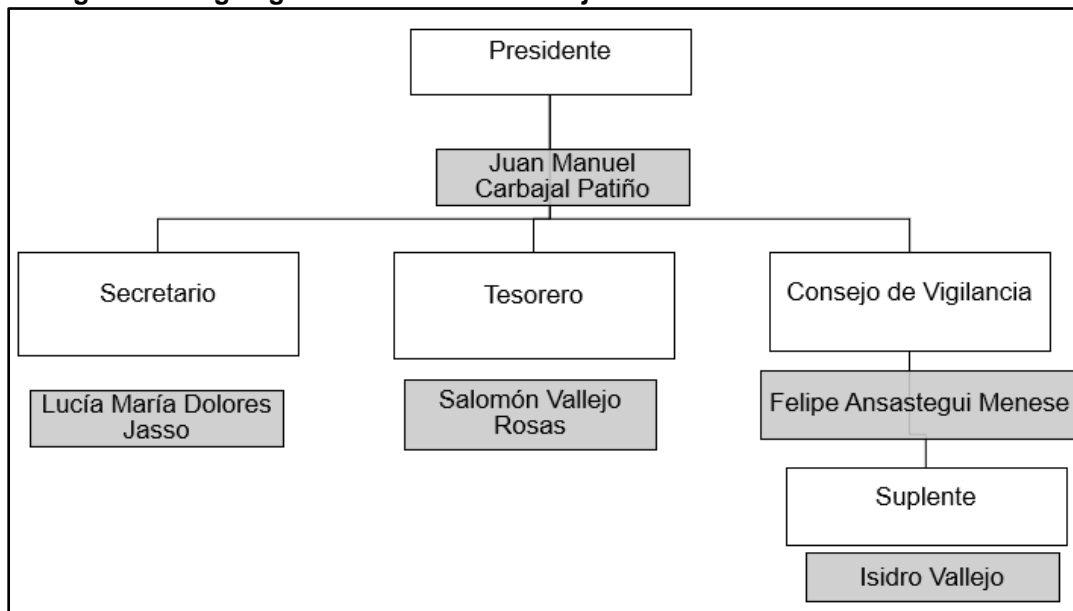 Presidente
Juan Manuel
Carbajal Patiño
Secretario
Tesorero
Consejo de Vigilancia
Lucía María Dolores
Jasso
Salomón Vallejo
Rosas
Felipe Ansastegui Menese
Suplente
Isidro Vallejo